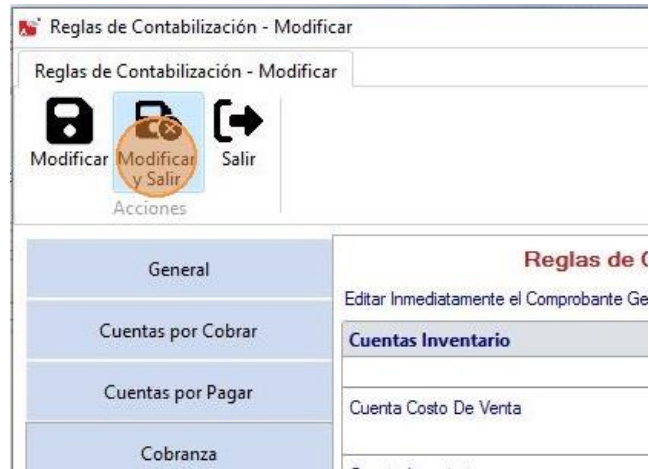 Reglas de Contabilización - Modificar
Reglas de Contabilización - Modificar
Modificar
Modificar y Salir
Salir
Acciones
General
Cuentas por Cobrar
Cuentas por Pagar
Cobranza
Reglas de
Editar Inmediatamente el Comprobante Ge
Cuentas Inventario
Cuenta Costo De Venta